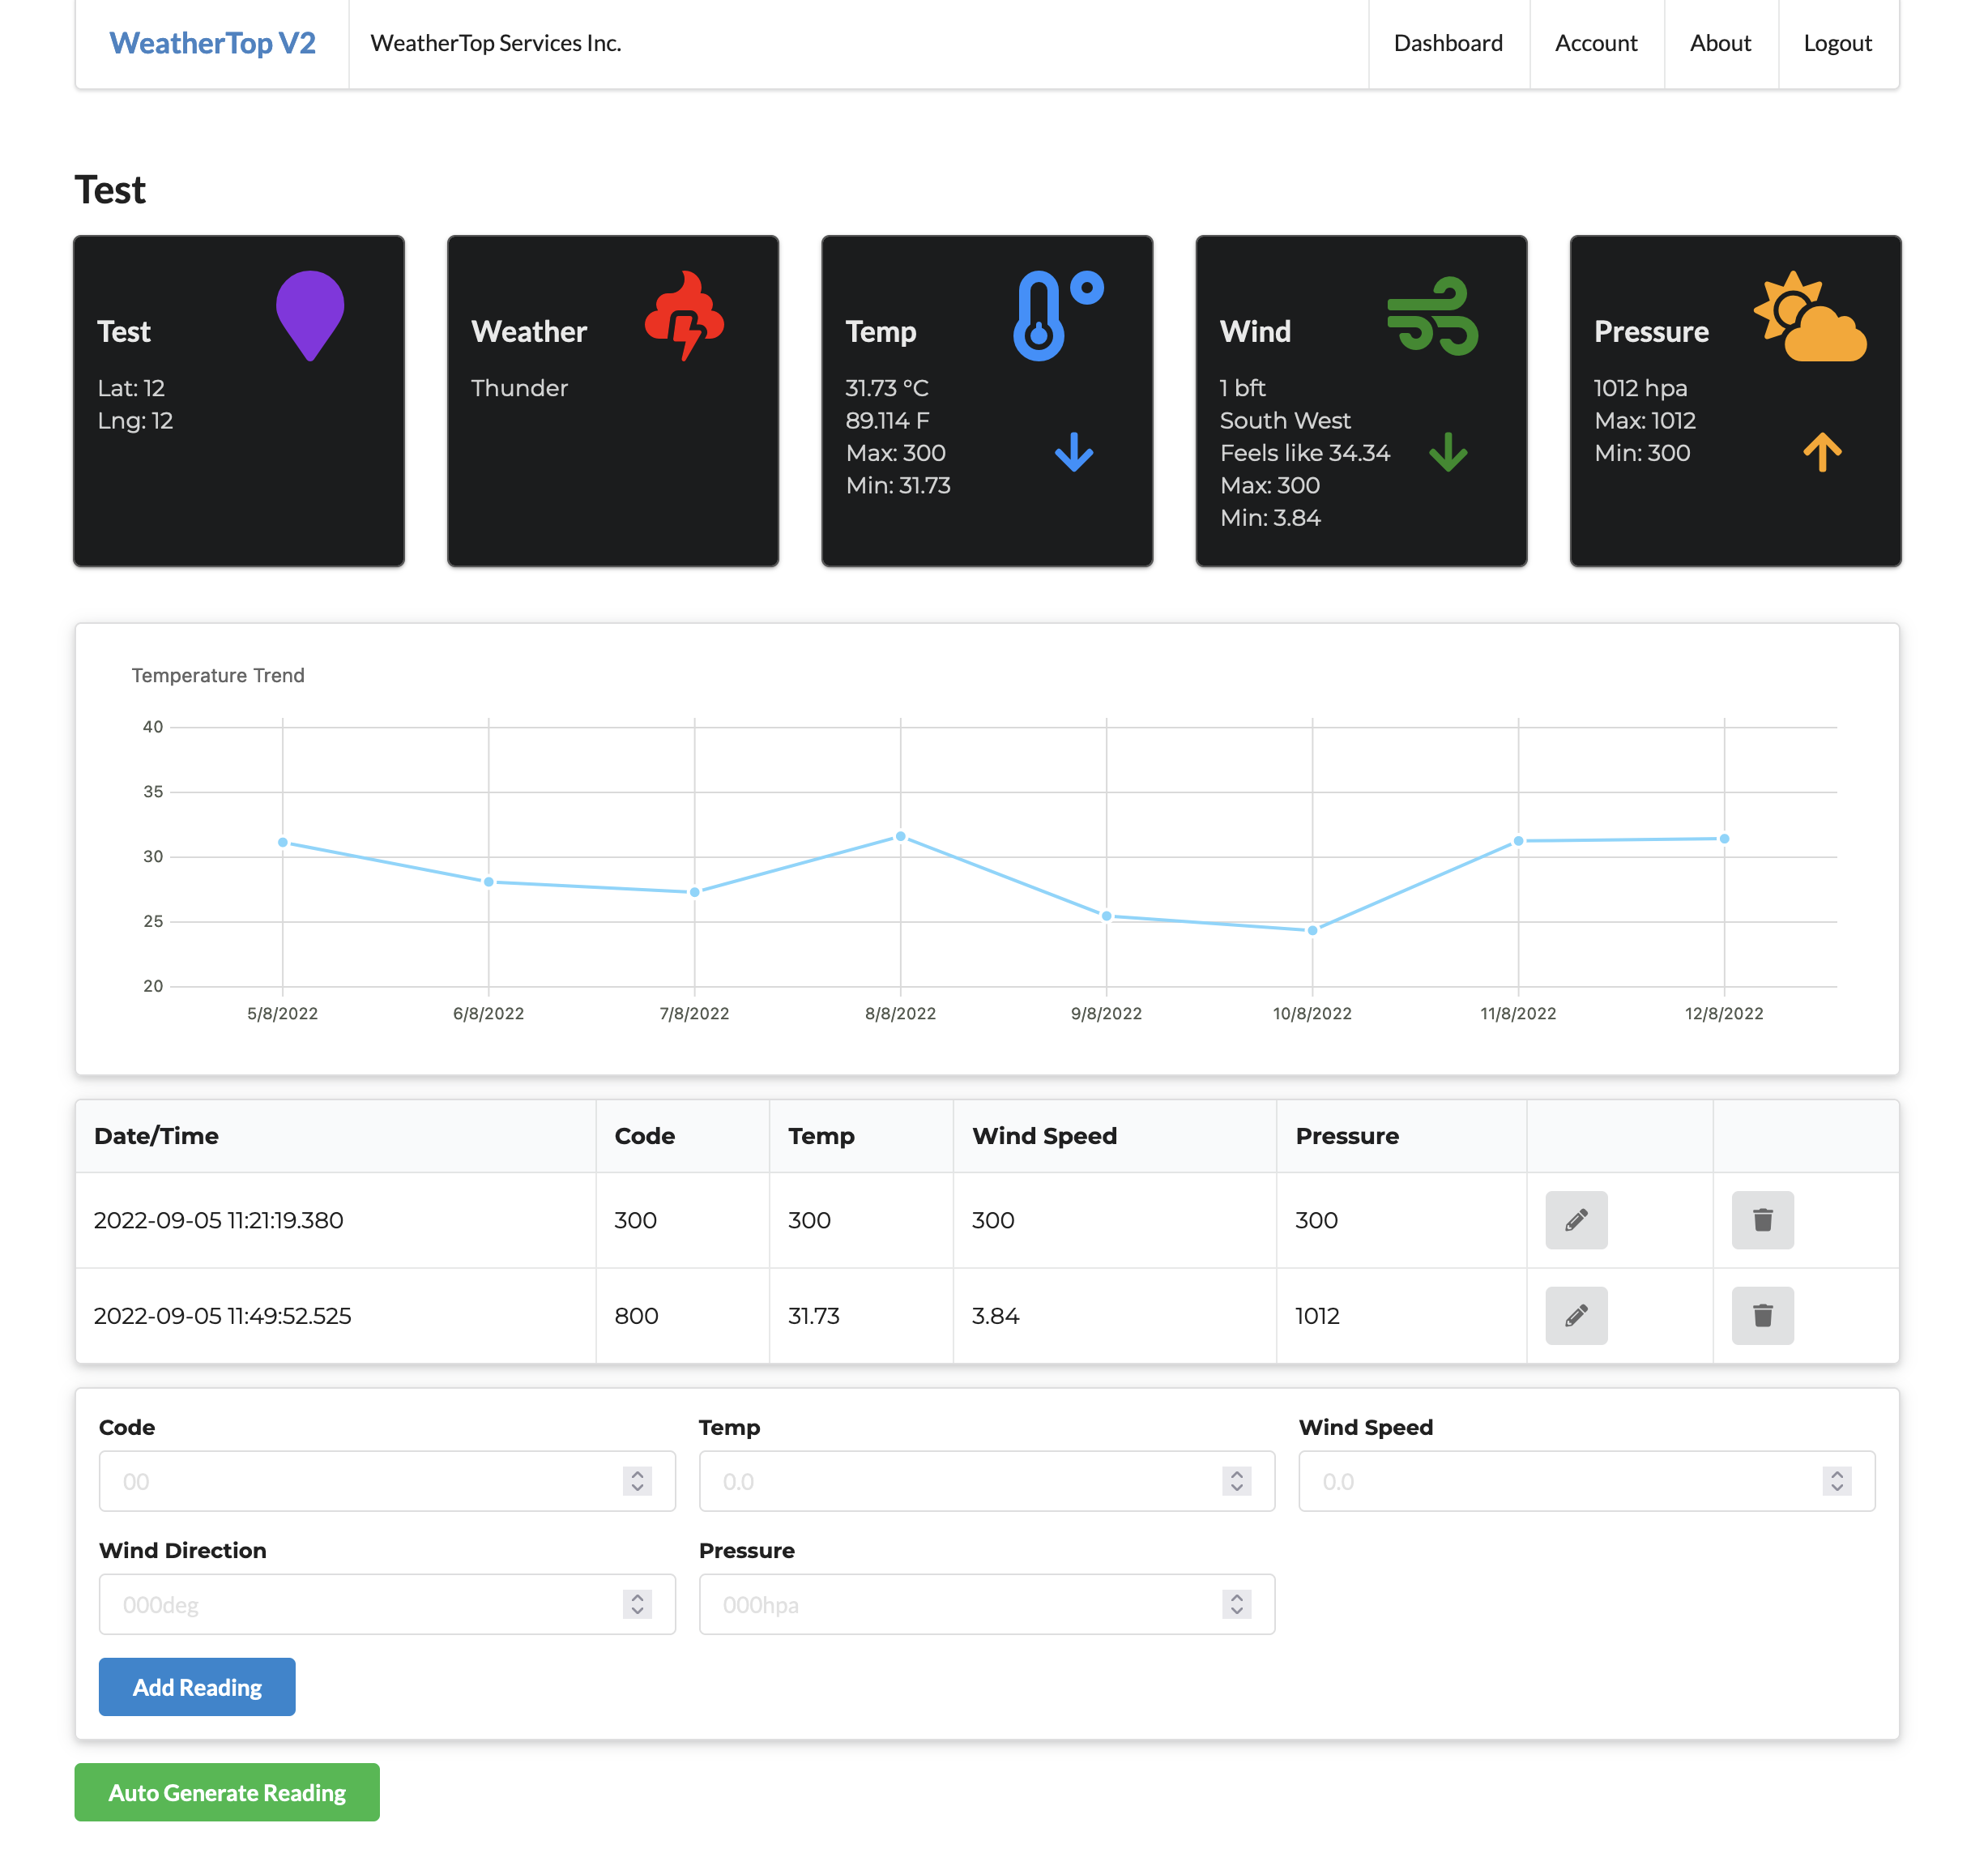 WeatherTop V2
WeatherTop Services Inc.
Dashboard
Account
About
Logout
Test
Test
Lat: 12
Lng: 12
Weather
Thunder
Temp
31.73 °C
89.114 F
Max: 300
Min: 31.73
Wind
1 bft
South West
Feels like 34.34
Max: 300
Min: 3.84
Pressure
1012 hpa
Max: 1012
Min: 300
Temperature Trend
40
35
30
25
20
5/8/2022 6/8/2022 7/8/2022 8/8/2022 9/8/2022 10/8/2022 11/8/2022 12/8/2022
Date/Time Code Temp Wind Speed Pressure
2022-09-05 11:21:19.380 300 300 300 300
2022-09-05 11:49:52.525 800 31.73 3.84 1012
Code Temp Wind Speed
00 0.0 0.0
Wind Direction Pressure
000deg 000hpa
Add Reading
Auto Generate Reading